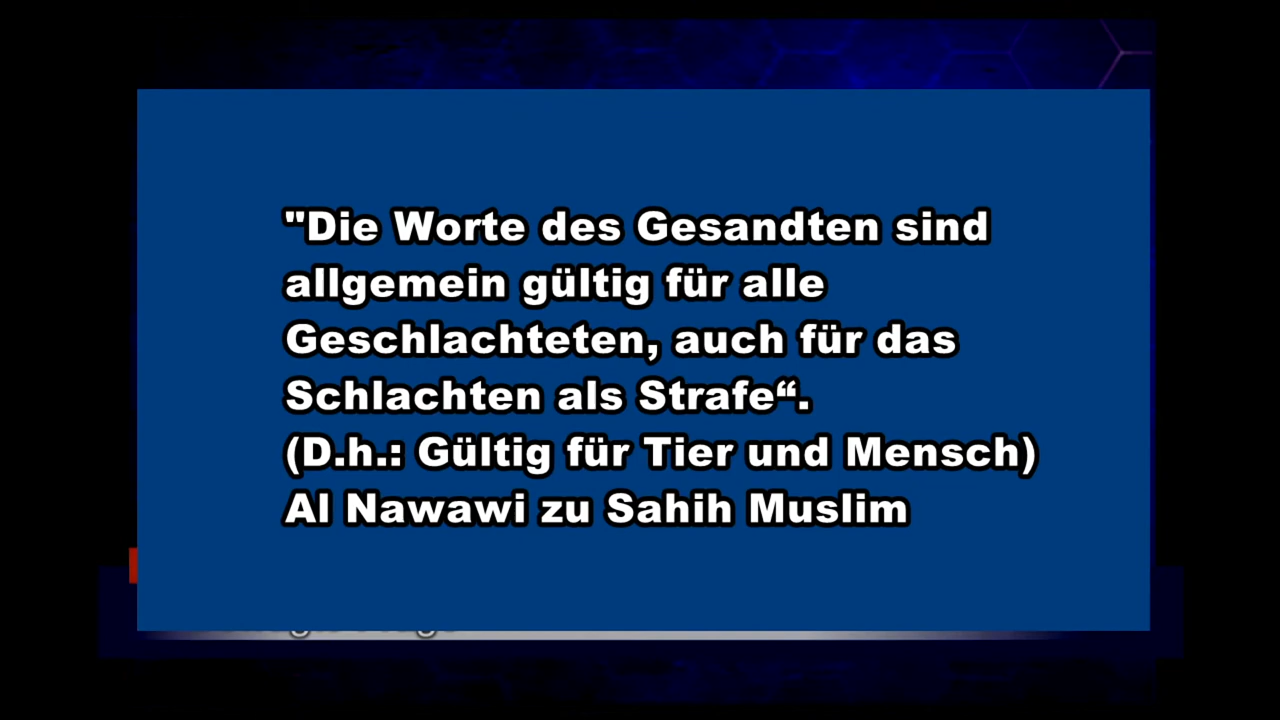 "Die Worte des Gesandten sind
allgemein gültig für alle
Geschlachteten, auch für das
Schlachten als Strafe“.
(D.h.: Gültig für Tier und Mensch)
Al Nawawi zu Sahih Muslim